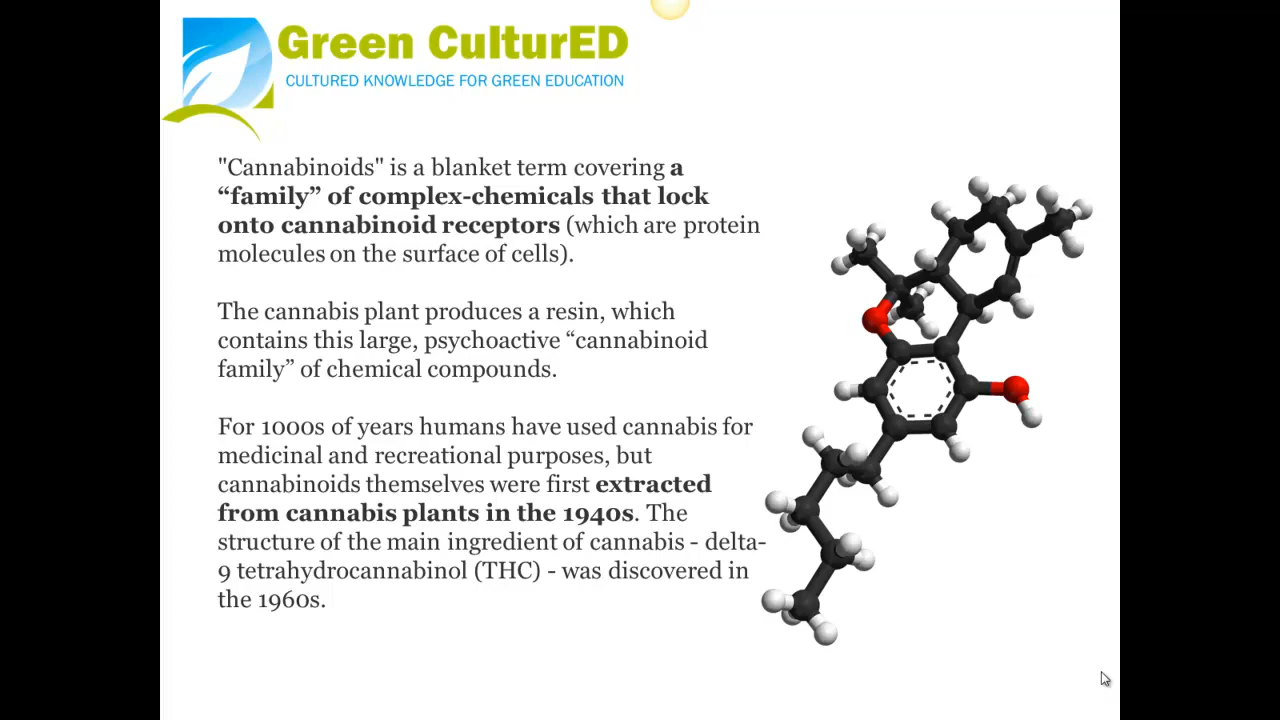 Green CulturED
CULTURED KNOWLEDGE FOR GREEN EDUCATION
"Cannabinoids" is a blanket term covering a
“family” of complex-chemicals that lock
onto cannabinoid receptors (which are protein
molecules on the surface of cells).
The cannabis plant produces a resin, which
contains this large, psychoactive “cannabinoid
family” of chemical compounds.
For 1000s of years humans have used cannabis for
medicinal and recreational purposes, but
cannabinoids themselves were first extracted
from cannabis plants in the 1940s. The
structure of the main ingredient of cannabis - delta-
9 tetrahydrocannabinol (THC) - was discovered in
the 1960s.